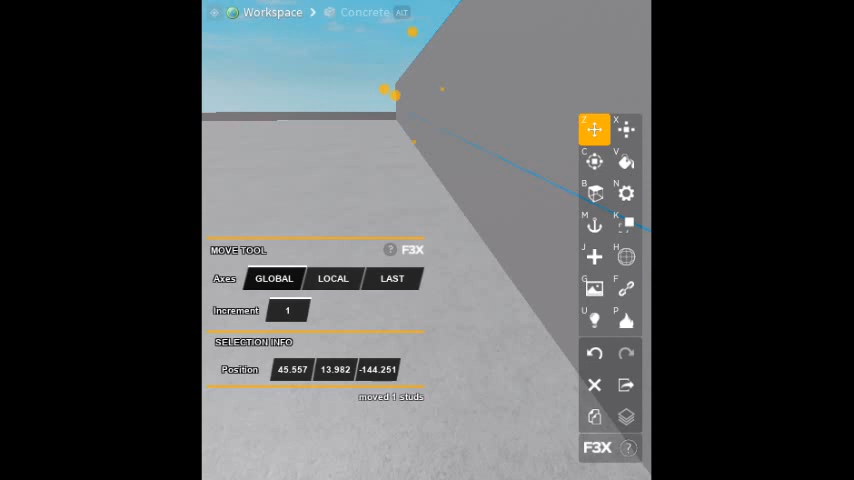 Workspace > Concrete ALT
Z X
C V
B N
M K
J H
G F
U P
MOVE TOOL ? F3X
Axes GLOBAL LOCAL LAST
Increment 1
SELECTION INFO
Position 45.557 13.982 -144.251
moved 1 studs
F3X ?